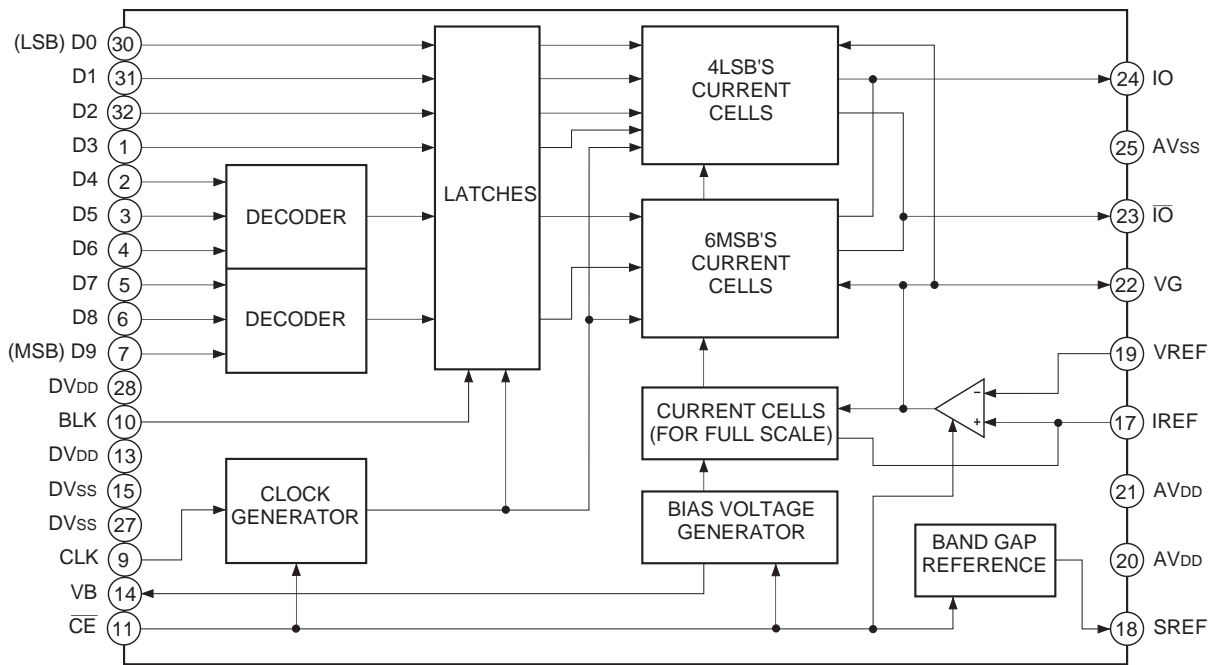 (LSB) D0 30
D1 31
D2 32
D3 1
D4 2
D5 3
D6 4
D7 5
D8 6
(MSB) D9 7
DVDD 28
BLK 10
DVDD 13
DVSS 15
DVSS 27
CLK 9
VB 14
C̅E̅ 11
DECODER
DECODER
CLOCK
GENERATOR
LATCHES
4LSB'S
CURRENT
CELLS
6MSB'S
CURRENT
CELLS
CURRENT CELLS
(FOR FULL SCALE)
BIAS VOLTAGE
GENERATOR
−
+
BAND GAP
REFERENCE
24 IO
25 AVSS
23 I̅O̅
22 VG
19 VREF
17 IREF
21 AVDD
20 AVDD
18 SREF